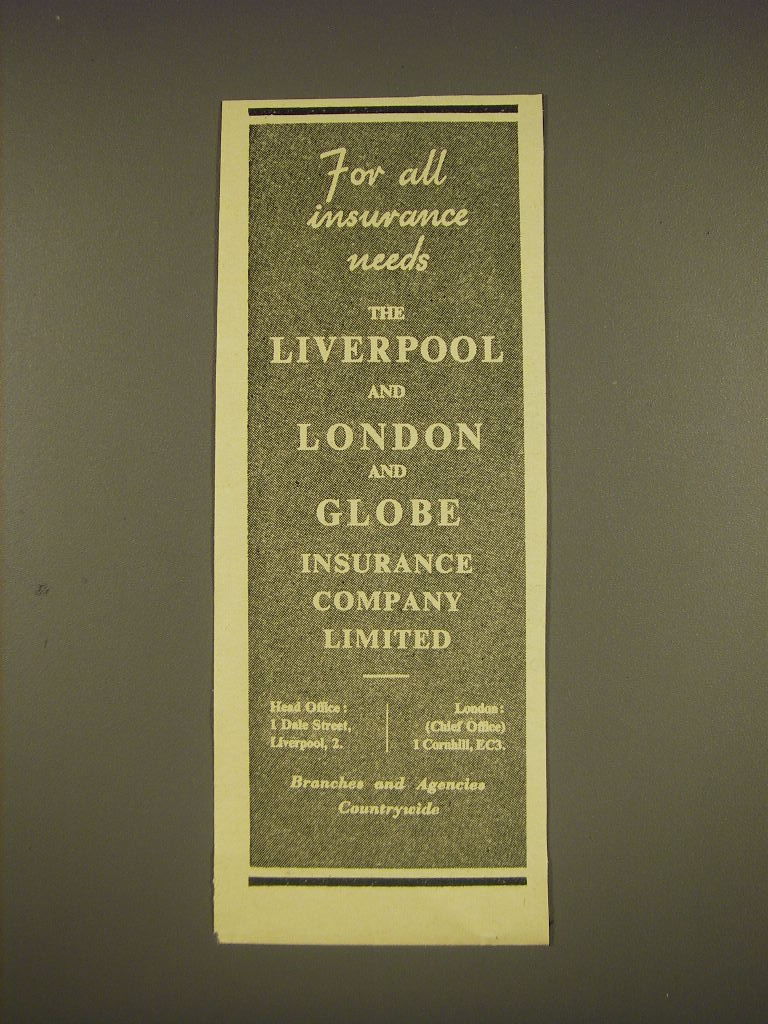 For all
insurance
needs
THE
LIVERPOOL
AND
LONDON
AND
GLOBE
INSURANCE
COMPANY
LIMITED
Head Office :
1 Dale Street,
Liverpool, 2.
London :
(Chief Office)
1 Cornhill, EC3.
Branches and Agencies
Countrywide